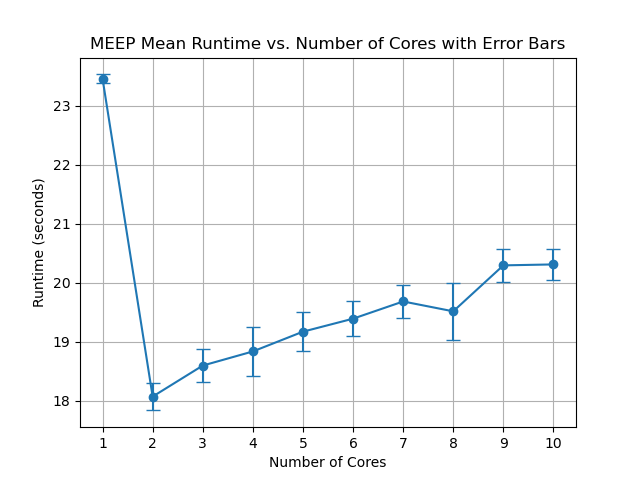 MEEP Mean Runtime vs. Number of Cores with Error Bars
Runtime (seconds)
23
22
21
20
19
18
1 2 3 4 5 6 7 8 9 10
Number of Cores